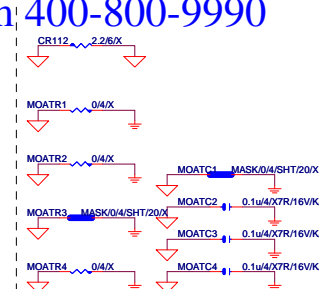 n 400-800-9990
CR112 2.2/6/X
MOATR1 0/4/X
MOATR2 0/4/X
MOATC1 MASK/0/4/SHT/20/X
MOATC2 0.1u/4/X7R/16V/K
MOATR3 MASK/0/4/SHT/20/X
MOATC3 0.1u/4/X7R/16V/K
MOATR4 0/4/X
MOATC4 0.1u/4/X7R/16V/K